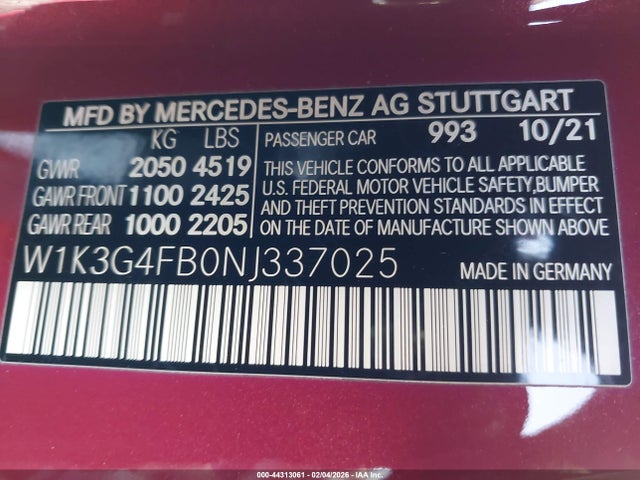 MFD BY MERCEDES-BENZ AG STUTTGART
KG LBS
GVWR 2050 4519
GAWR FRONT 1100 2425
GAWR REAR 1000 2205
PASSENGER CAR 993 10/21
THIS VEHICLE CONFORMS TO ALL APPLICABLE
U.S. FEDERAL MOTOR VEHICLE SAFETY,BUMPER
AND THEFT PREVENTION STANDARDS IN EFFECT
ON THE DATE OF MANUFACTURE SHOWN ABOVE
W1K3G4FB0NJ337025
MADE IN GERMANY
000-44313061 - 02/04/2026 - IAA Inc.